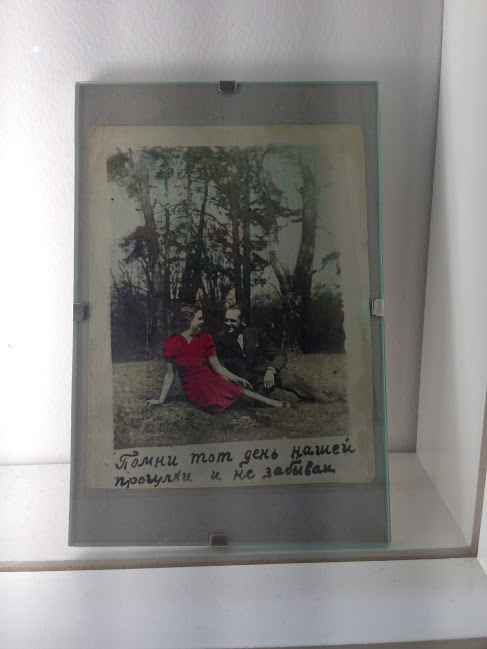 Помни тот день нашей
прогулки и не забывай